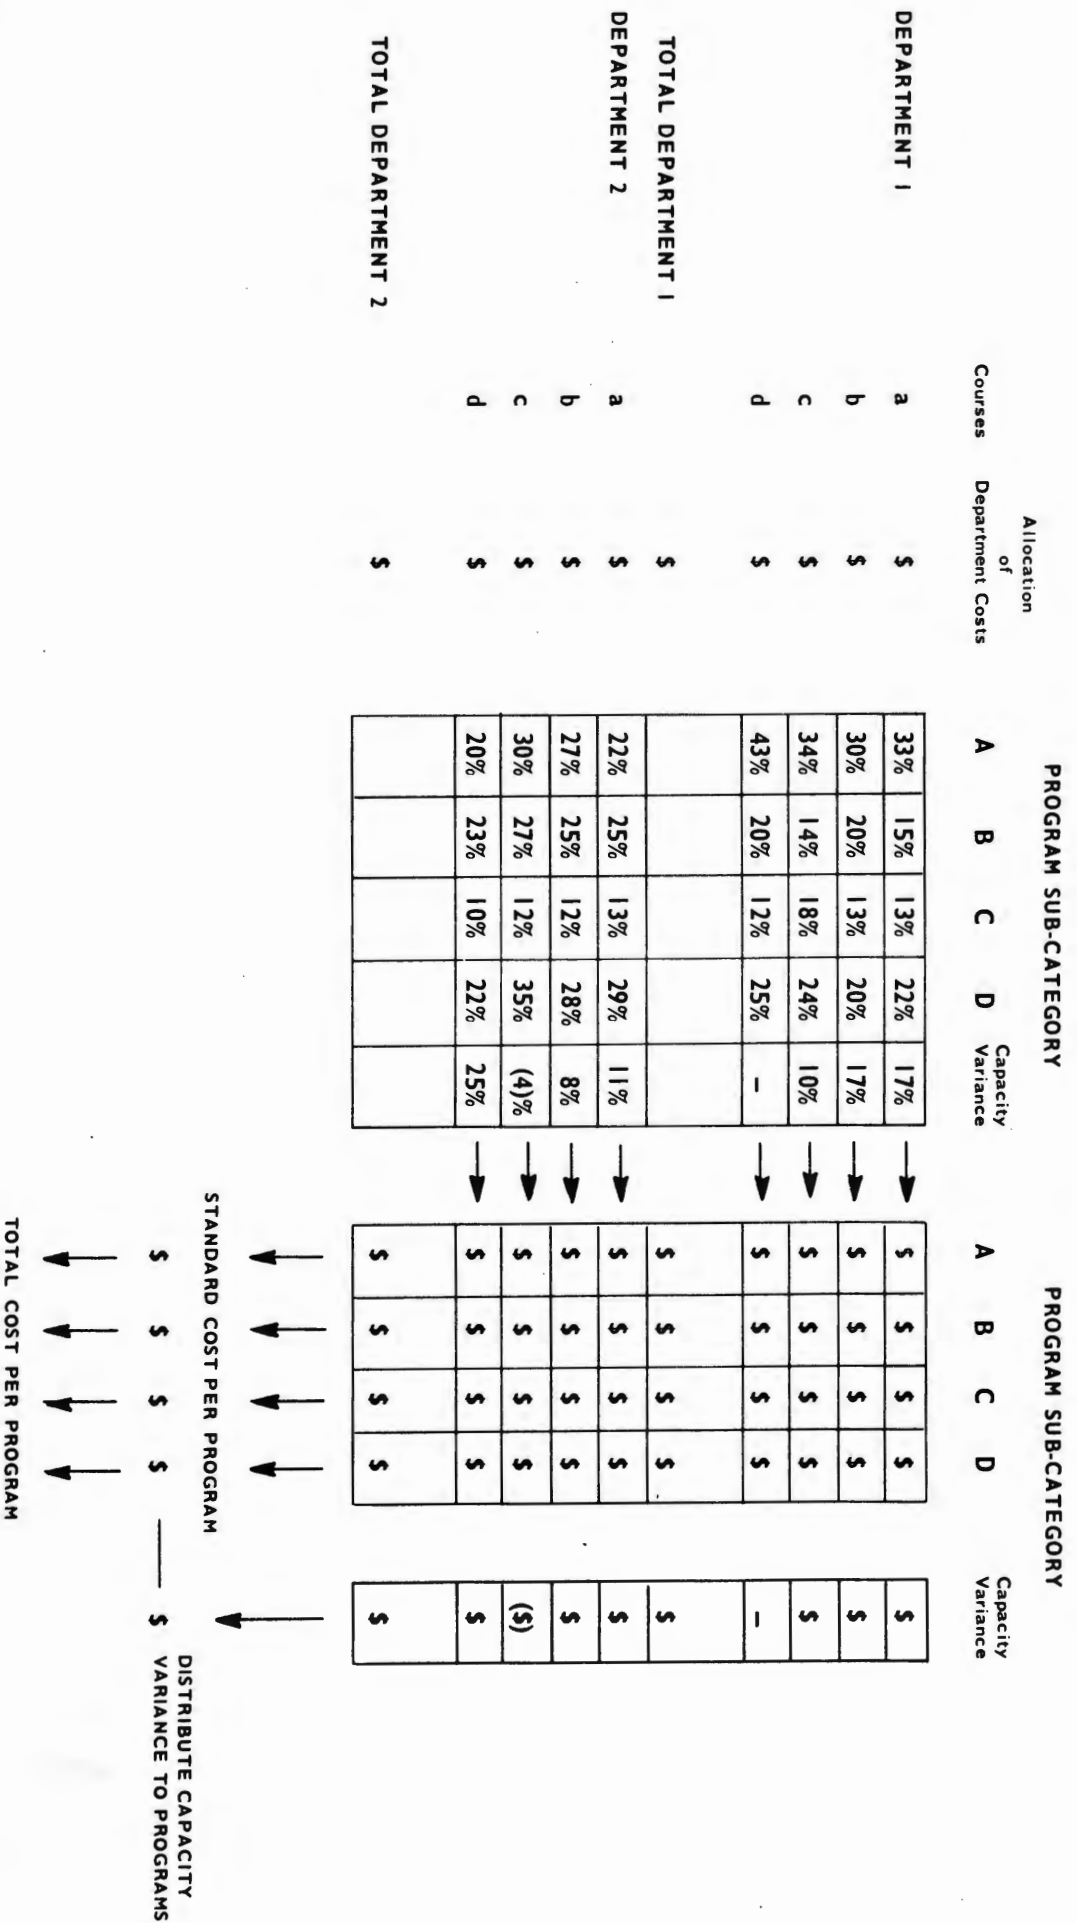 PROGRAM SUB-CATEGORY PROGRAM SUB-CATEGORY
Allocation
of
Courses Department Costs A B C D Capacity Variance A B C D Capacity Variance
DEPARTMENT 1 a $ 33% 15% 13% 22% 17% $ $ $ $ $
b $ 30% 20% 13% 20% 17% $ $ $ $ $
c $ 34% 14% 18% 24% 10% $ $ $ $ $
d $ 43% 20% 12% 25% – $ $ $ $ –
TOTAL DEPARTMENT 1 $ $ $ $ $ $
DEPARTMENT 2 a $ 22% 25% 13% 29% 11% $ $ $ $ $
b $ 27% 25% 12% 28% 8% $ $ $ $ $
c $ 30% 27% 12% 35% (4)% $ $ $ $ ($)
d $ 20% 23% 10% 22% 25% $ $ $ $ $
TOTAL DEPARTMENT 2 $ $ $ $ $ $
STANDARD COST PER PROGRAM
$ $ $ $ $ DISTRIBUTE CAPACITY
VARIANCE TO PROGRAMS
TOTAL COST PER PROGRAM